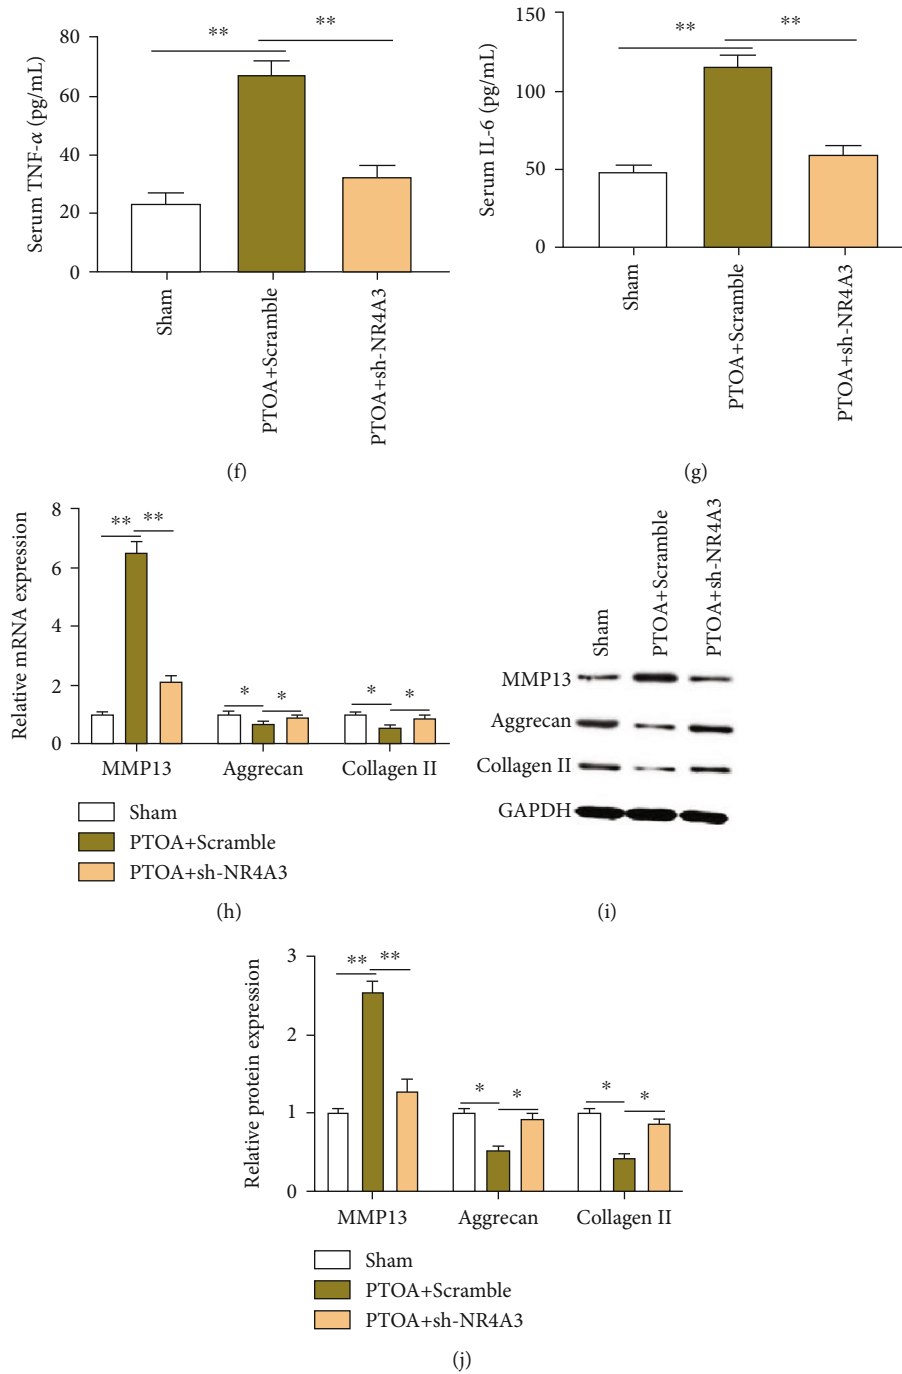 ** **
80
60
40
20
0
Serum TNF-α (pg/mL)
Sham
PTOA+Scramble
PTOA+sh-NR4A3
(f)
** **
150
100
50
0
Serum IL-6 (pg/mL)
Sham
PTOA+Scramble
PTOA+sh-NR4A3
(g)
8
6
4
2
0
Relative mRNA expression
** **
* *
* *
MMP13 Aggrecan Collagen II
Sham
PTOA+Scramble
PTOA+sh-NR4A3
(h)
Sham
PTOA+Scramble
PTOA+sh-NR4A3
MMP13
Aggrecan
Collagen II
GAPDH
(i)
3
2
1
0
Relative protein expression
** **
* *
* *
MMP13 Aggrecan Collagen II
Sham
PTOA+Scramble
PTOA+sh-NR4A3
(j)